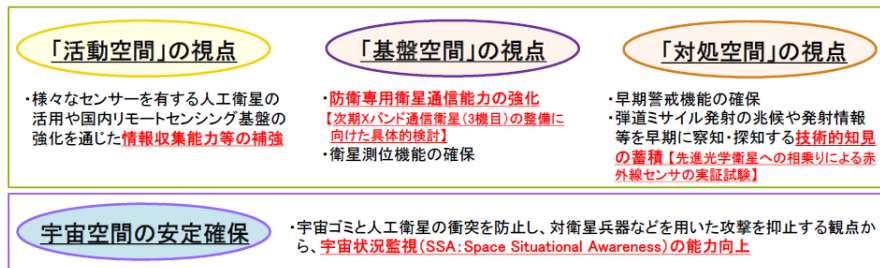 「活動空間」の視点
・様々なセンサーを有する人工衛星の
活用や国内リモートセンシング基盤の
強化を通じた情報収集能力等の補強
「基盤空間」の視点
・防衛専用衛星通信能力の強化
【次期Xバンド通信衛星(3機目)の整備に
向けた具体的検討】
・衛星測位機能の確保
「対処空間」の視点
・早期警戒機能の確保
・弾道ミサイル発射の兆候や発射情報
等を早期に察知・探知する技術的知見
の蓄積【先進光学衛星への相乗りによる赤
外線センサの実証試験】
宇宙空間の安定確保
・宇宙ゴミと人工衛星の衝突を防止し、対衛星兵器などを用いた攻撃を抑止する観点か
ら、宇宙状況監視(SSA:Space Situational Awareness)の能力向上